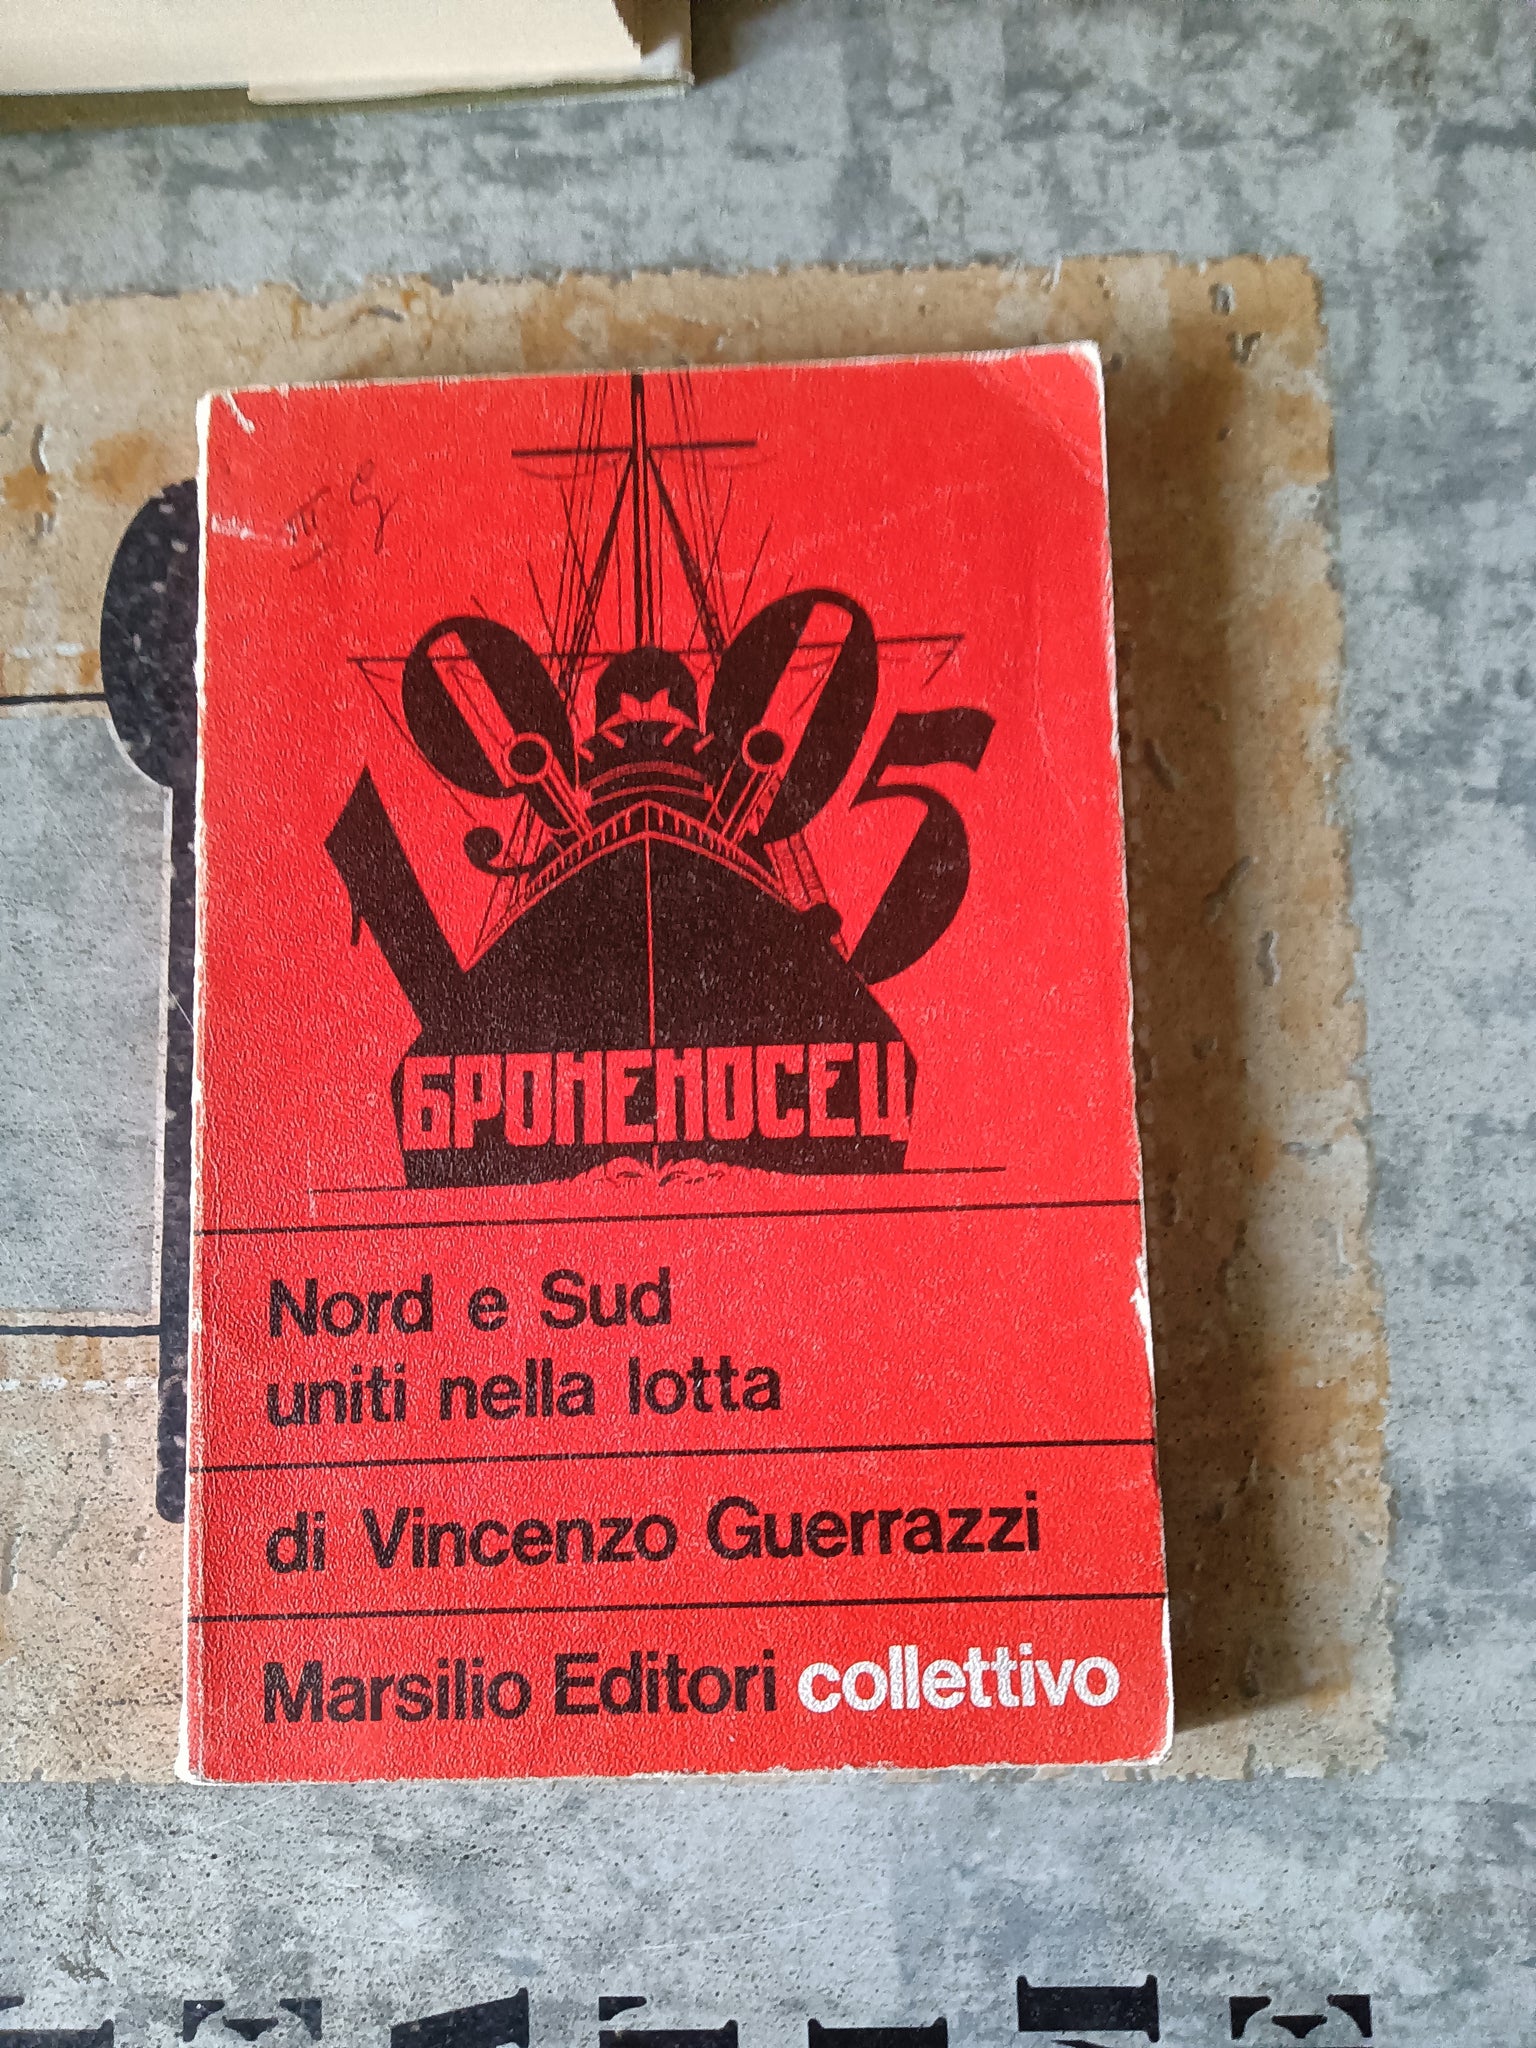 1905
БРОНЕНОСЕЦ
Nord e Sud
uniti nella lotta
di Vincenzo Guerrazzi
Marsilio Editori collettivo